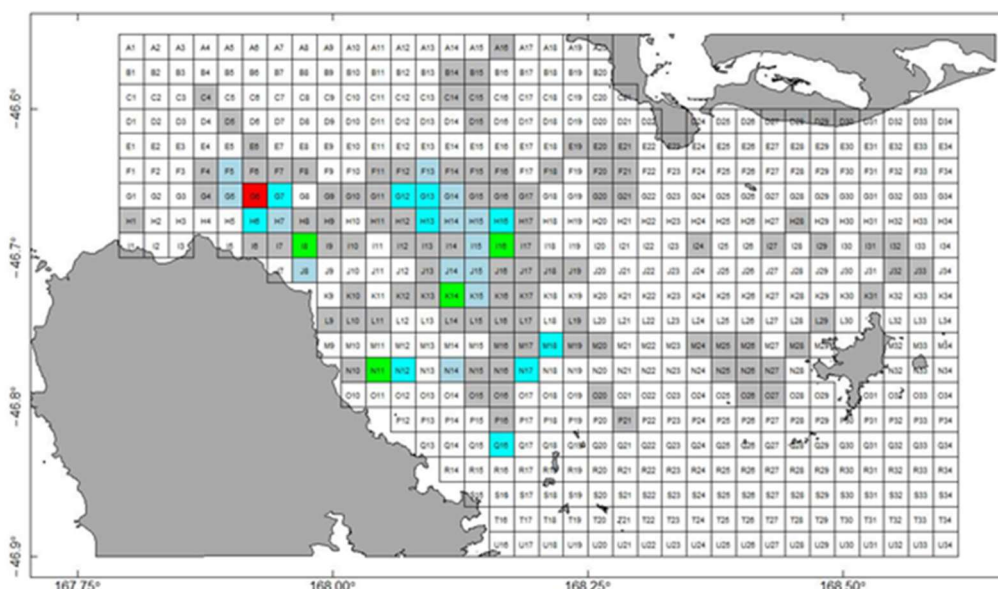 A1 A2 A3 A4 A5 A6 A7 A8 A9 A10 A11 A12 A13 A14 A15 A16 A17 A18 A19
B1 B2 B3 B4 B5 B6 B7 B8 B9 B10 B11 B12 B13 B14 B15 B16 B17 B18 B19 B20
C1 C2 C3 C4 C5 C6 C7 C8 C9 C10 C11 C12 C13 C14 C15 C16 C17 C18 C19 C20 C21
-46.6°
D1 D2 D3 D4 D5 D6 D7 D8 D9 D10 D11 D12 D13 D14 D15 D16 D17 D18 D19 D20 D21 D22 D24 D25 D26 D27 D28 D29 D30 D31 D32 D33 D34
E1 E2 E3 E4 E5 E6 E7 E8 E9 E10 E11 E12 E13 E14 E15 E16 E17 E18 E19 E20 E21 E22 E23 E24 E25 E26 E27 E28 E29 E30 E31 E32 E33 E34
F1 F2 F3 F4 F5 F6 F7 F8 F9 F10 F11 F12 F13 F14 F15 F16 F17 F18 F19 F20 F21 F22 F23 F24 F25 F26 F27 F28 F29 F30 F31 F32 F33 F34
G1 G2 G3 G4 G5 G6 G7 G8 G9 G10 G11 G12 G13 G14 G15 G16 G17 G18 G19 G20 G21 G22 G23 G24 G25 G26 G27 G28 G29 G30 G31 G32 G33 G34
H1 H2 H3 H4 H5 H6 H7 H8 H9 H10 H11 H12 H13 H14 H15 H16 H17 H18 H19 H20 H21 H22 H23 H24 H25 H26 H27 H28 H29 H30 H31 H32 H33 H34
-46.7°
I1 I2 I3 I5 I6 I7 I8 I9 I10 I11 I12 I13 I14 I15 I16 I17 I18 I19 I20 I21 I22 I23 I24 I25 I26 I27 I28 I29 I30 I31 I32 I33 I34
J8 J9 J10 J11 J12 J13 J14 J15 J16 J17 J18 J19 J20 J21 J22 J23 J24 J25 J26 J27 J28 J29 J30 J31 J32 J33 J34
K9 K10 K11 K12 K13 K14 K15 K16 K17 K18 K19 K20 K21 K22 K23 K24 K25 K26 K27 K28 K29 K30 K31 K32 K33 K34
L9 L10 L11 L12 L13 L14 L15 L16 L17 L18 L19 L20 L21 L22 L23 L24 L25 L26 L27 L28 L29 L30 L32 L33 L34
M9 M10 M11 M12 M13 M14 M15 M16 M17 M18 M19 M20 M21 M22 M23 M24 M25 M26 M27 M28 M29 M32 M33 M34
-46.8°
N10 N11 N12 N13 N14 N15 N16 N17 N18 N19 N20 N21 N22 N23 N24 N25 N26 N27 N28 N32 N33 N34
O10 O11 O12 O13 O14 O15 O16 O17 O18 O19 O20 O21 O22 O23 O24 O25 O26 O27 O28 O29 O31 O32 O33 O34
P12 P13 P14 P15 P16 P17 P18 P19 P20 P21 P22 P23 P24 P25 P26 P27 P28 P29 P30 P31 P32 P33 P34
Q13 Q14 Q15 Q16 Q17 Q18 Q19 Q20 Q21 Q22 Q23 Q24 Q25 Q26 Q27 Q28 Q29 Q30 Q31 Q32 Q33 Q34
R14 R15 R16 R17 R18 R19 R20 R21 R22 R23 R24 R25 R26 R27 R28 R29 R30 R31 R32 R33 R34
S15 S16 S17 S18 S19 S20 S21 S22 S23 S24 S25 S26 S27 S28 S29 S30 S31 S32 S33 S34
T16 T17 T18 T19 T20 T21 T22 T23 T24 T25 T26 T27 T28 T29 T30 T31 T32 T33 T34
U16 U17 U18 U19 U20 U21 U22 U23 U24 U25 U26 U27 U28 U29 U30 U31 U32 U33 U34
-46.9°
167.75° 168.00° 168.25° 168.50°